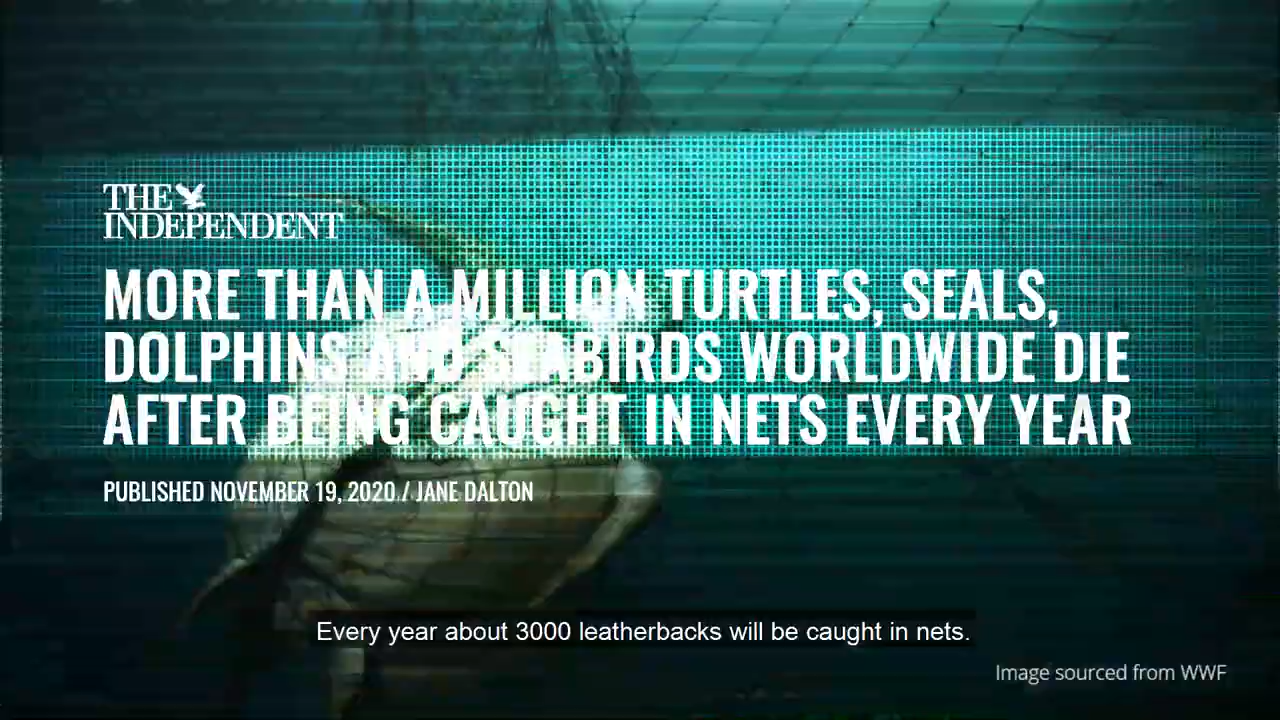 THE
INDEPENDENT
MORE THAN A MILLION TURTLES, SEALS,
DOLPHINS AND SEABIRDS WORLDWIDE DIE
AFTER BEING CAUGHT IN NETS EVERY YEAR
PUBLISHED NOVEMBER 19, 2020 / JANE DALTON
Every year about 3000 leatherbacks will be caught in nets.
Image sourced from WWF